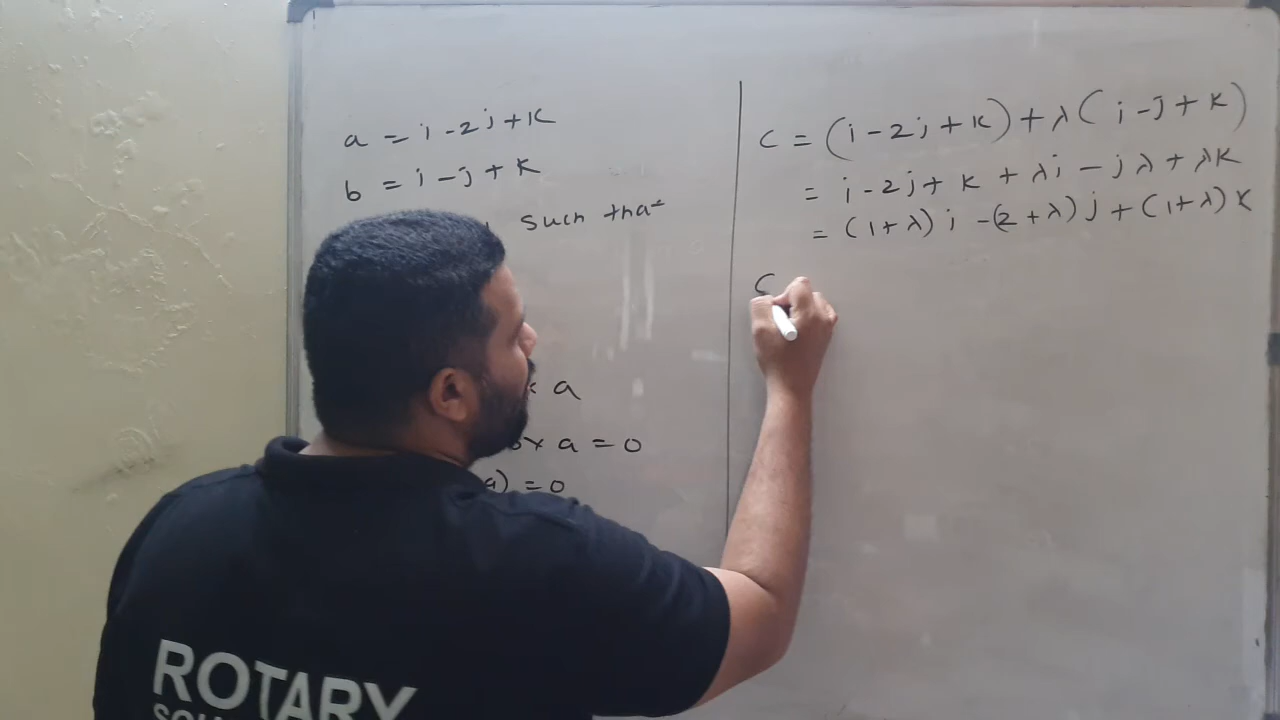 a = i - 2j + k
b = i - j + k
such that
a
x a = 0
a) = 0
c = (i - 2j + k) + λ(i - j + k)
= i - 2j + k + λi - jλ + λk
= (1+λ)i - (2+λ)j + (1+λ)k
c
ROTARY